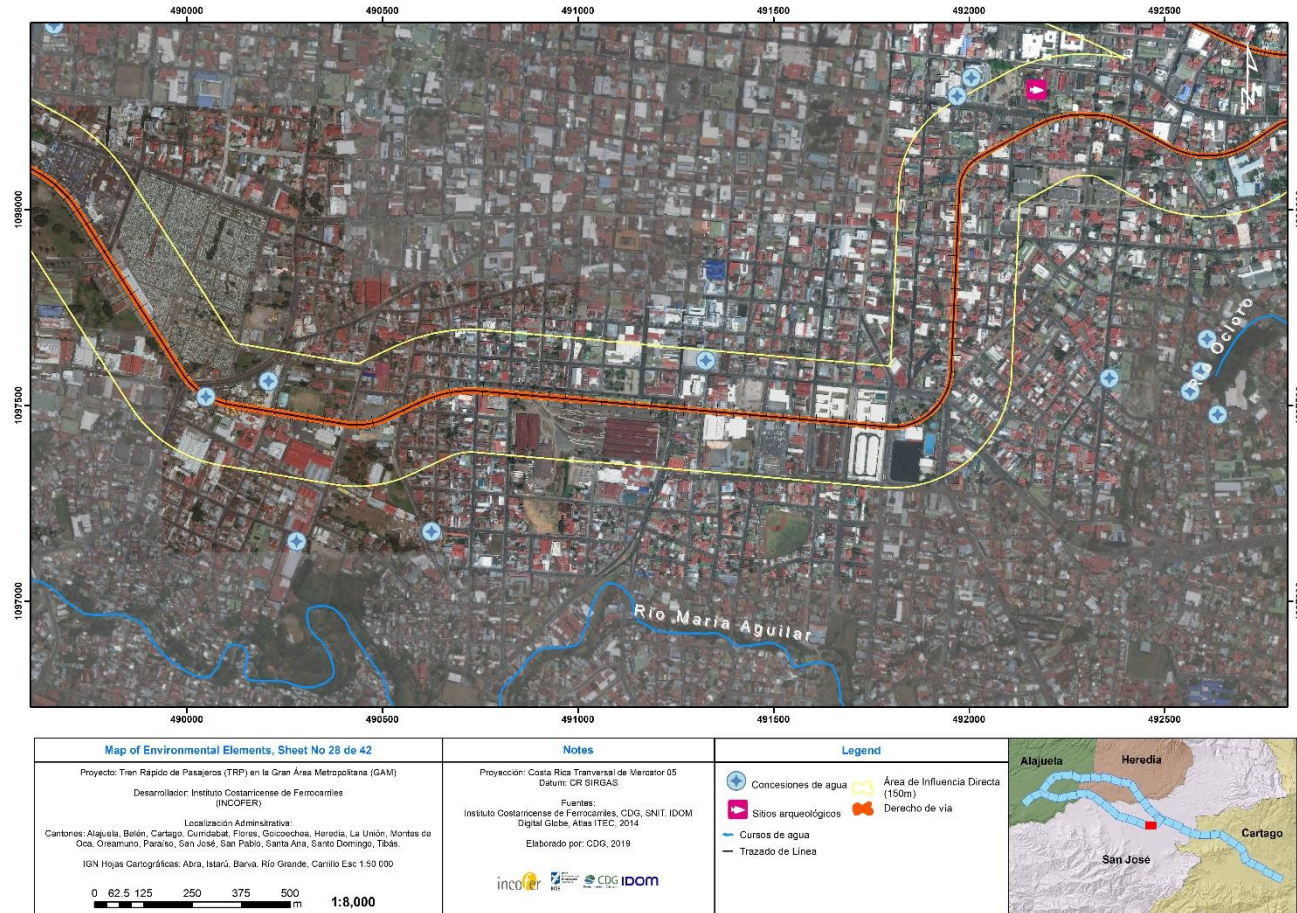 490000 490500 491000 491500 492000 492500
N
1098000
Río Ocloro
1097500
1097000
Río María Aguilar
490000 490500 491000 491500 492000 492500
Map of Environmental Elements, Sheet No 28 de 42
Proyecto: Tren Rápido de Pasajeros (TRP) en la Gran Área Metropolitana (GAM)
Desarrollador: Instituto Costarricense de Ferrocarriles
(INCOFER)
Localización Adminsitrativa:
Cantones: Alajuela, Belén, Cartago, Curridabat, Flores, Goicoechea, Heredia, La Unión, Montes de
Oca, Oreamuno, Paraíso, San José, San Pablo, Santa Ana, Santo Domingo, Tibás.
IGN Hojas Cartográficas: Abra, Istarú, Barva, Río Grande, Carrillo Esc 1:50 000
0 62.5 125 250 375 500
m
1:8,000
Notes
Proyección: Costa Rica Tranversal de Mercator 05
Datum: CR SIRGAS
Fuentes:
Instituto Costarricense de Ferrocarriles, CDG, SNIT, IDOM
Digital Globe, Atlas ITEC, 2014
Elaborado por: CDG, 2019
incofer
CDG IDOM
Legend
Concesiones de agua
Sitios arqueológicos
Cursos de agua
Trazado de Línea
Área de Influencia Directa
(150m)
Derecho de vía
Alajuela
Heredia
Cartago
San José